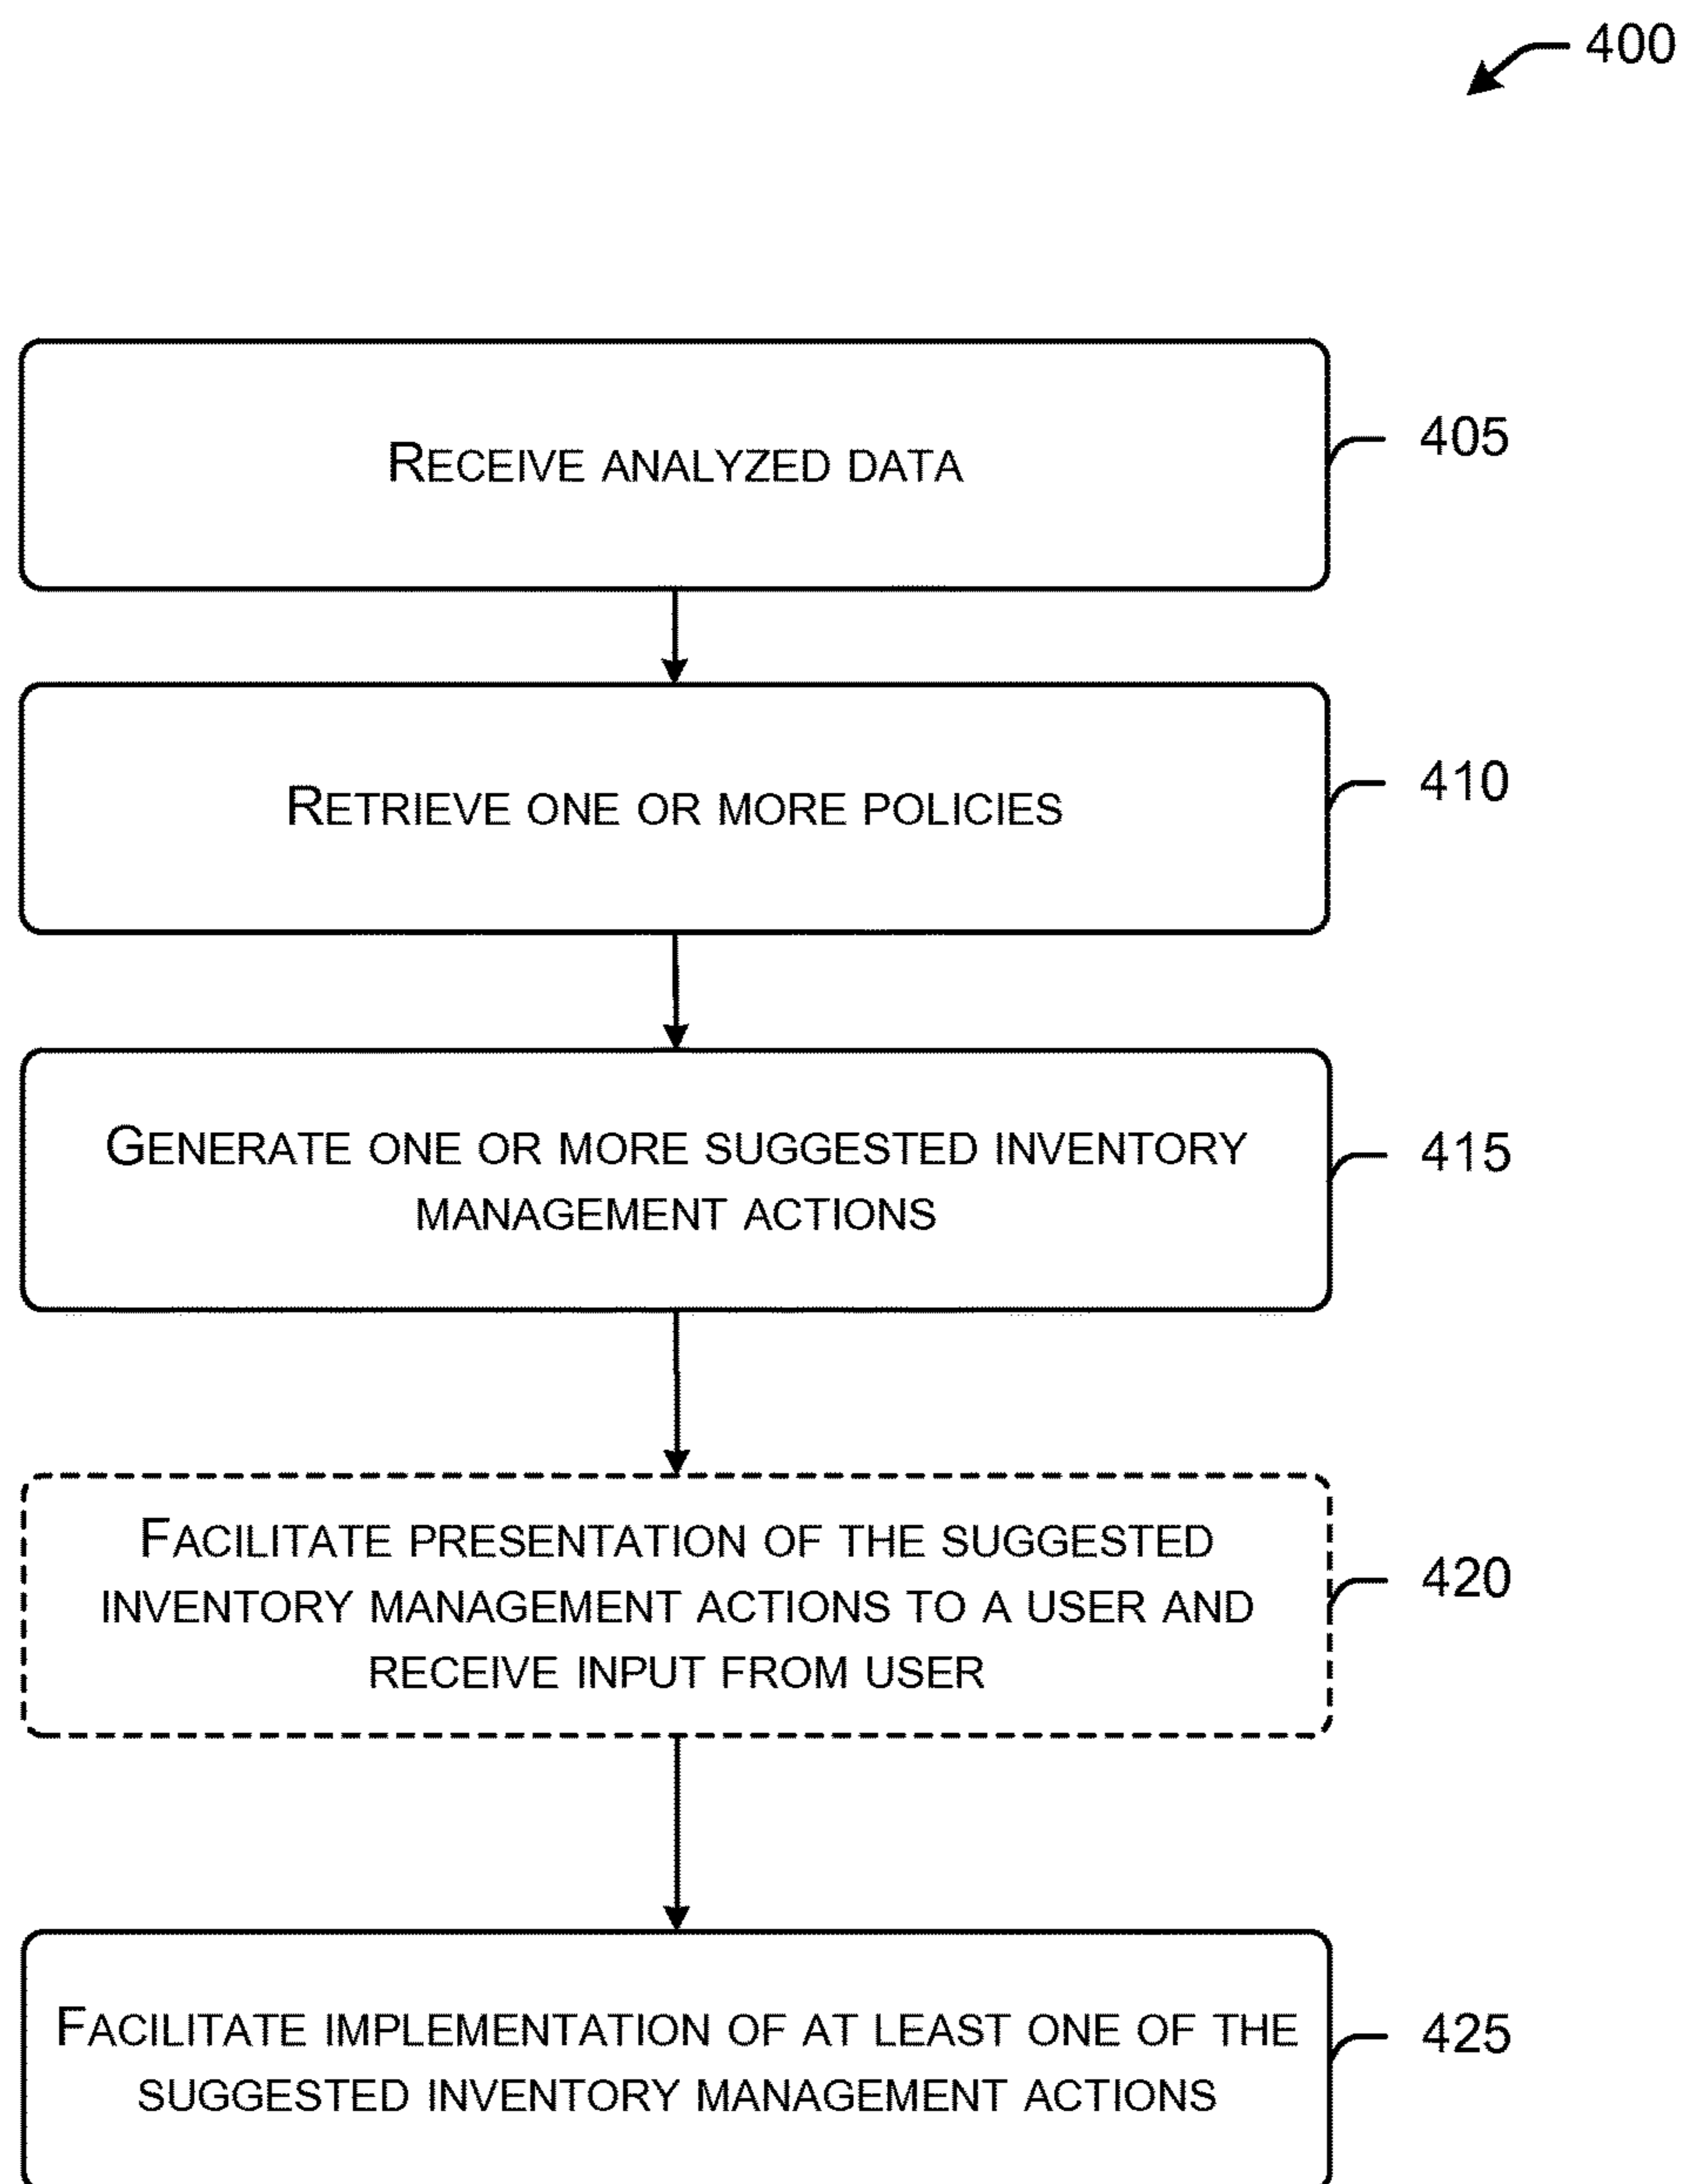 400
RECEIVE ANALYZED DATA
405
RETRIEVE ONE OR MORE POLICIES
410
GENERATE ONE OR MORE SUGGESTED INVENTORY
MANAGEMENT ACTIONS
415
FACILITATE PRESENTATION OF THE SUGGESTED
INVENTORY MANAGEMENT ACTIONS TO A USER AND
RECEIVE INPUT FROM USER
420
FACILITATE IMPLEMENTATION OF AT LEAST ONE OF THE
SUGGESTED INVENTORY MANAGEMENT ACTIONS
425